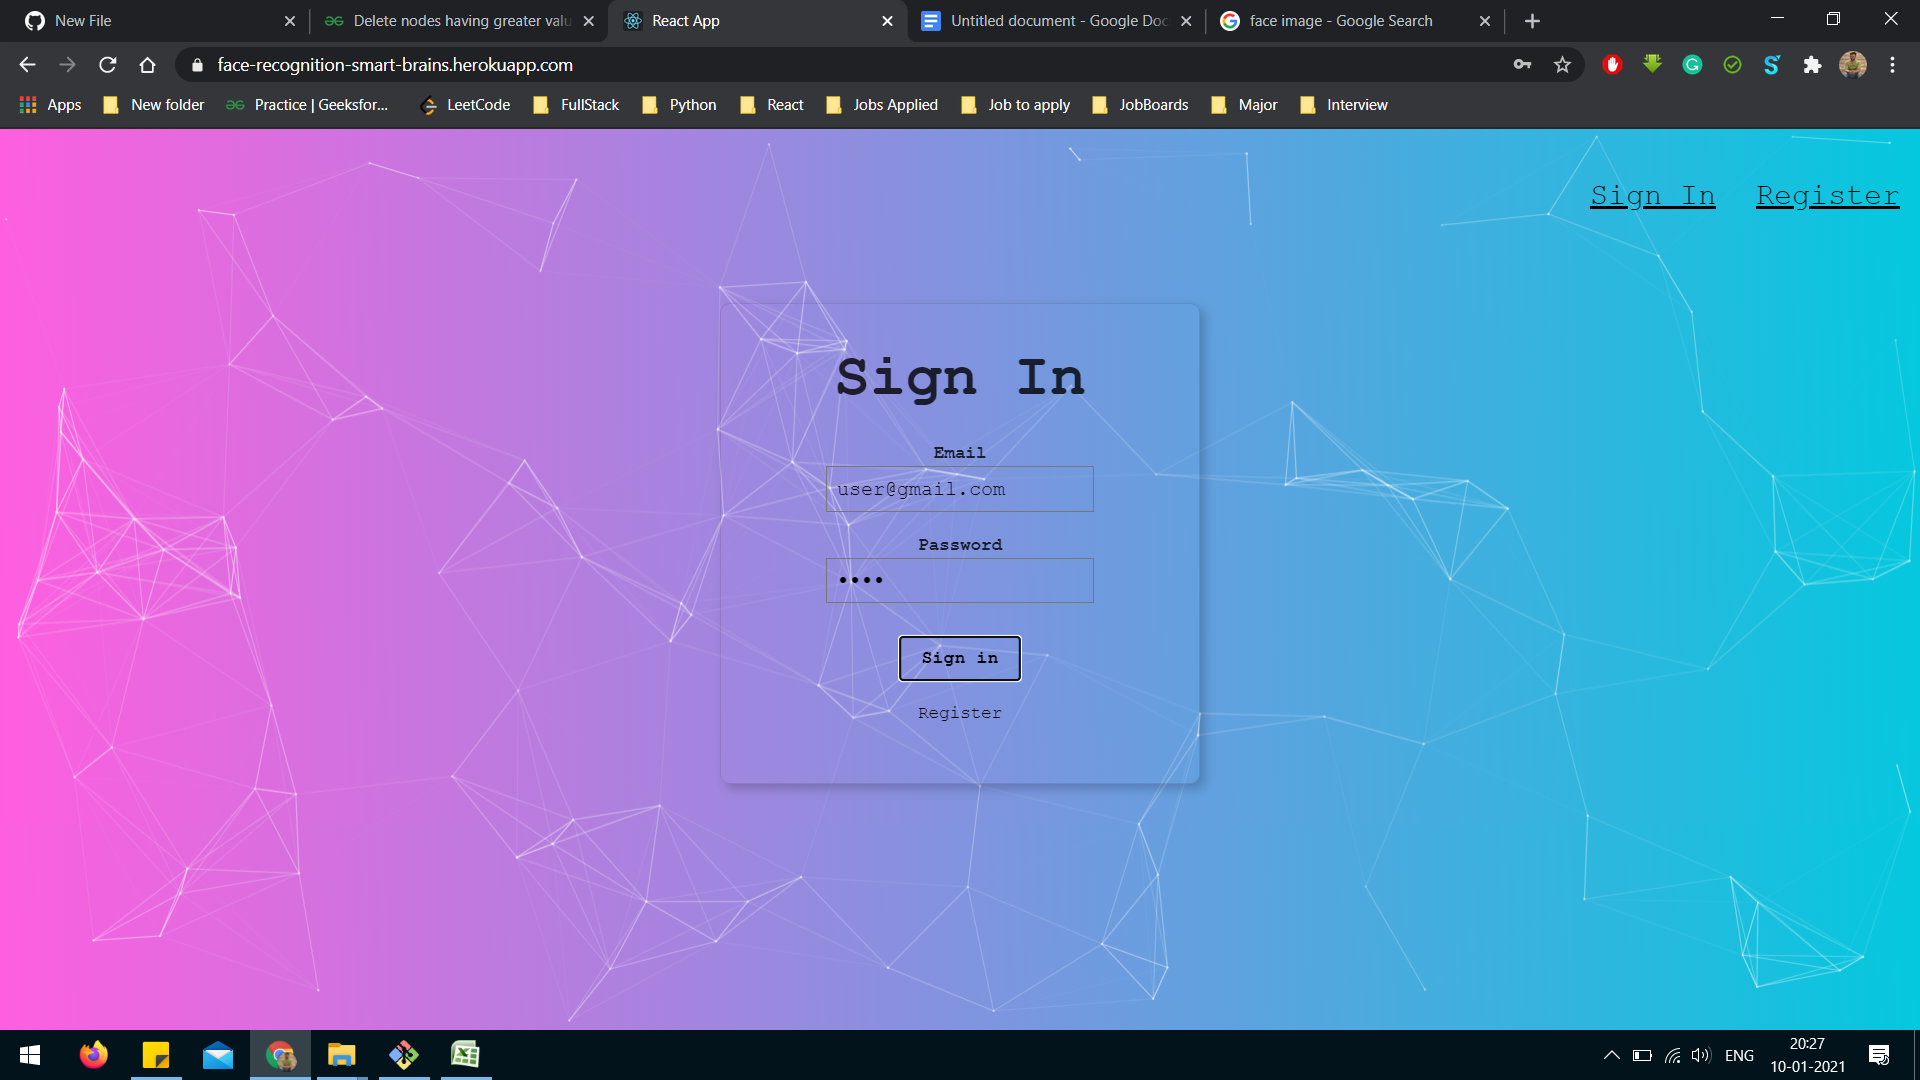 New File
Delete nodes having greater valu
React App
Untitled document - Google Doc
face image - Google Search
face-recognition-smart-brains.herokuapp.com
Apps
New folder
Practice | Geeksfor...
LeetCode
FullStack
Python
React
Jobs Applied
Job to apply
JobBoards
Major
Interview
Sign In
Register
Sign In
Email
user@gmail.com
Password
••••
Sign in
Register
ENG
20:27
10-01-2021